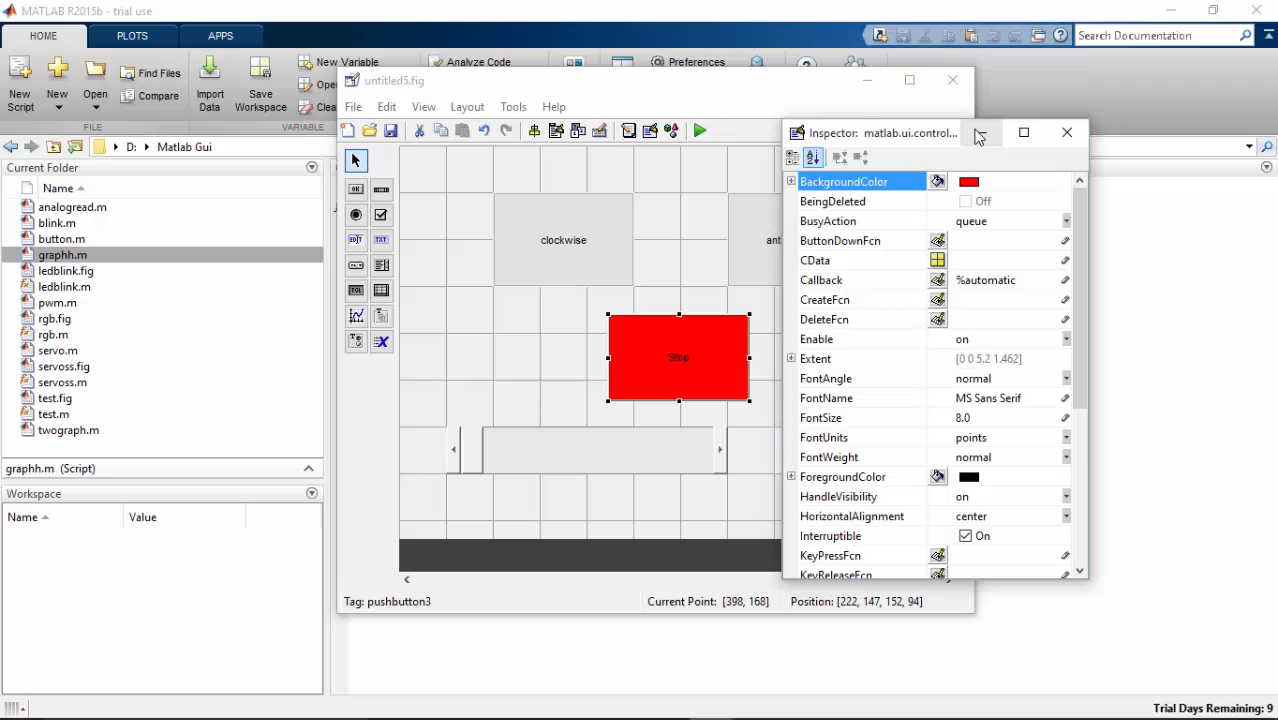 MATLAB R2015b - trial use
HOME
PLOTS
APPS
Search Documentation
New Script
New
Open
Find Files
Compare
Import Data
Save Workspace
New Variable
Analyze Code
Preferences
FILE
VARIABLE
D:
Matlab Gui
Current Folder
Name
analogread.m
blink.m
button.m
graphh.m
ledblink.fig
ledblink.m
pwm.m
rgb.fig
rgb.m
servo.m
servoss.fig
servoss.m
test.fig
test.m
twograph.m
graphh.m (Script)
Workspace
Name
Value
untitled5.fig
File
Edit
View
Layout
Tools
Help
OK
EDIT
TXT
TGL
clockwise
Stop
Tag: pushbutton3
Current Point: [398, 168]
Position: [222, 147, 152, 94]
Inspector: matlab.ui.control...
BackgroundColor
BeingDeleted Off
BusyAction queue
ButtonDownFcn
CData
Callback %automatic
CreateFcn
DeleteFcn
Enable on
Extent [0 0 5.2 1.462]
FontAngle normal
FontName MS Sans Serif
FontSize 8.0
FontUnits points
FontWeight normal
ForegroundColor
HandleVisibility on
HorizontalAlignment center
Interruptible On
KeyPressFcn
KeyReleaseFcn
Trial Days Remaining: 9